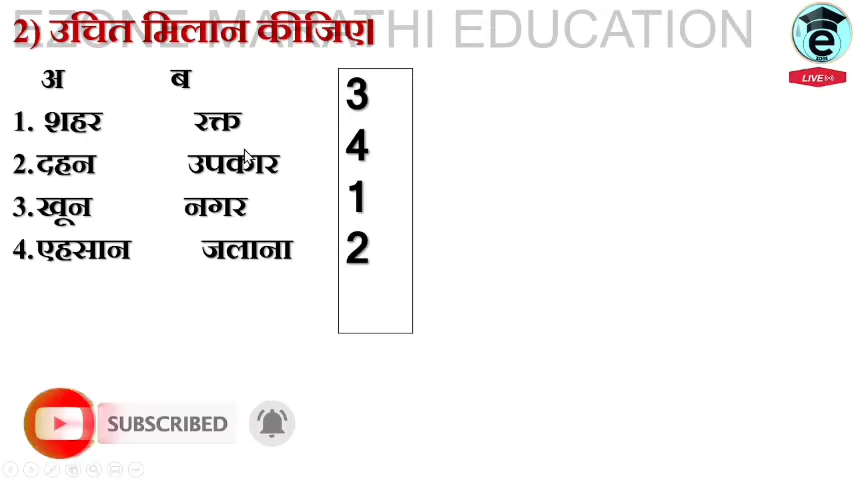 EZONE MARATHI EDUCATION
2) उचित मिलान कीजिए।
अ ब
1. शहर रक्त 3
2.दहन उपकार 4
3.खून नगर 1
4.एहसान जलाना 2
e
LIVE
SUBSCRIBED